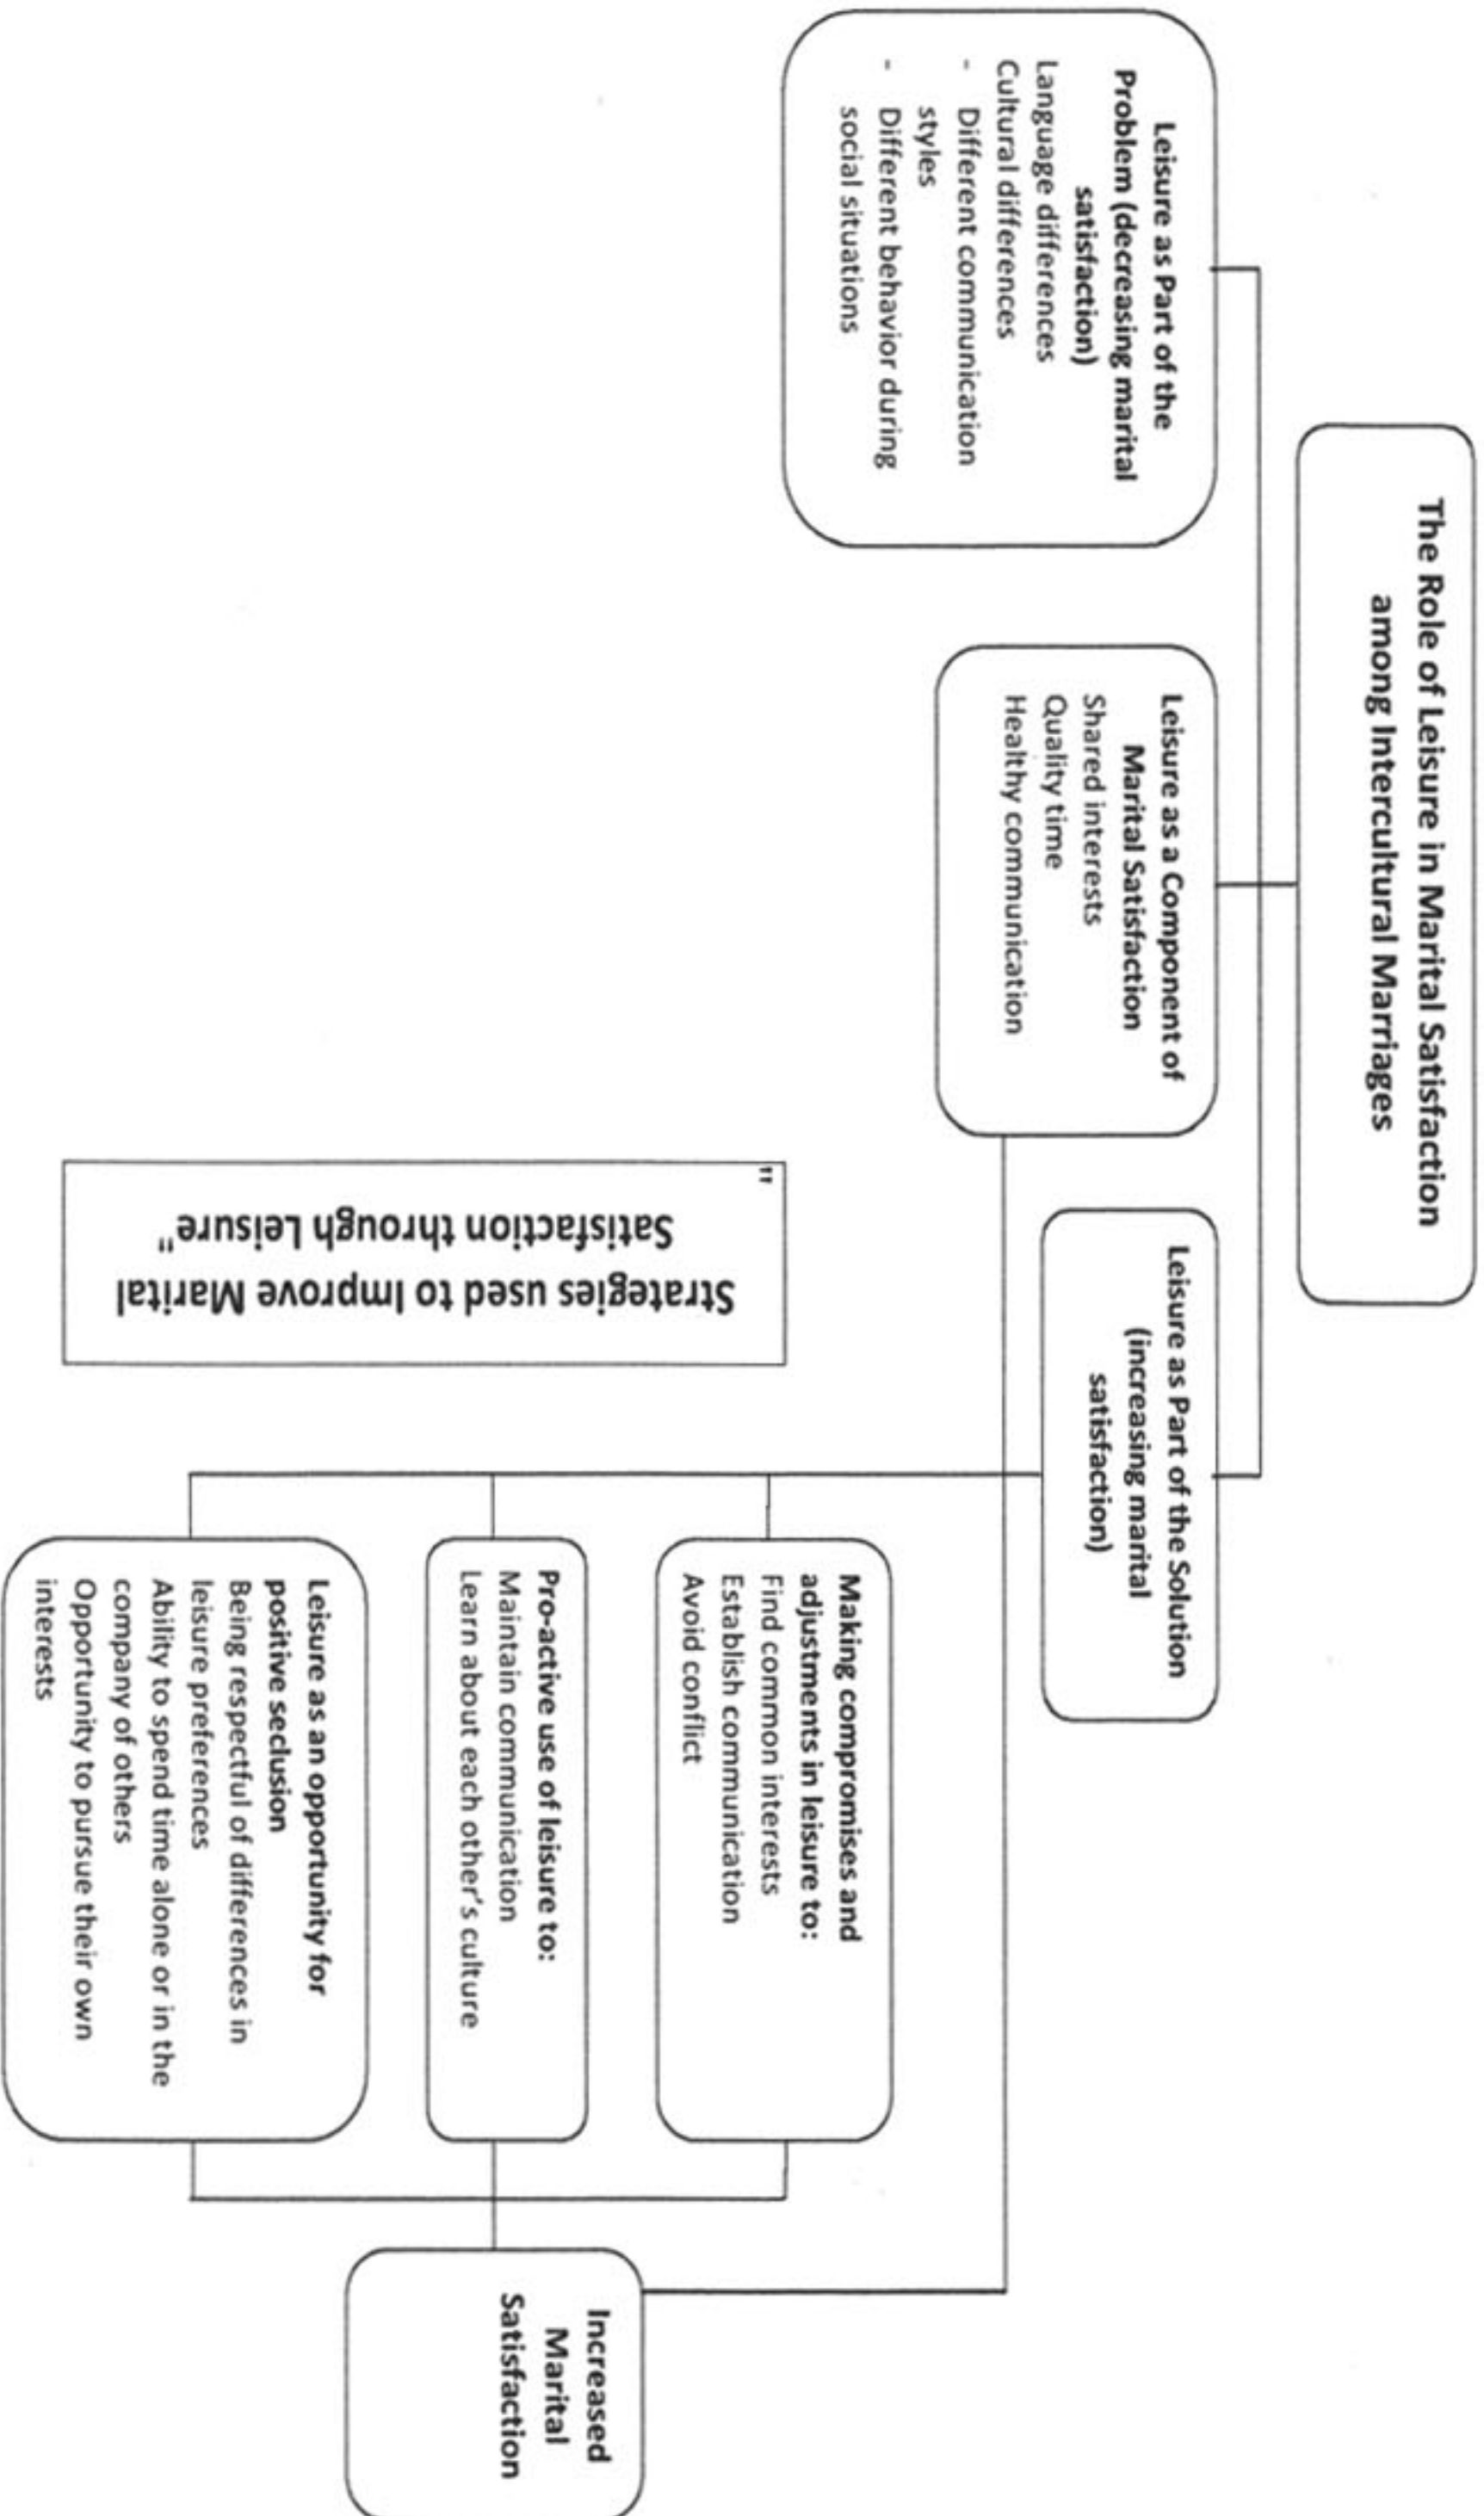 The Role of Leisure in Marital Satisfaction
among Intercultural Marriages
Leisure as Part of the
Problem (decreasing marital
satisfaction)
Language differences
Cultural differences
- Different communication
styles
- Different behavior during
social situations
Leisure as a Component of
Marital Satisfaction
Shared interests
Quality time
Healthy communication
Leisure as Part of the Solution
(increasing marital
satisfaction)
"
Strategies used to Improve Marital
Satisfaction through Leisure"
Making compromises and
adjustments in leisure to:
Find common interests
Establish communication
Avoid conflict
Pro-active use of leisure to:
Maintain communication
Learn about each other's culture
Leisure as an opportunity for
positive seclusion
Being respectful of differences in
leisure preferences
Ability to spend time alone or in the
company of others
Opportunity to pursue their own
interests
Increased
Marital
Satisfaction